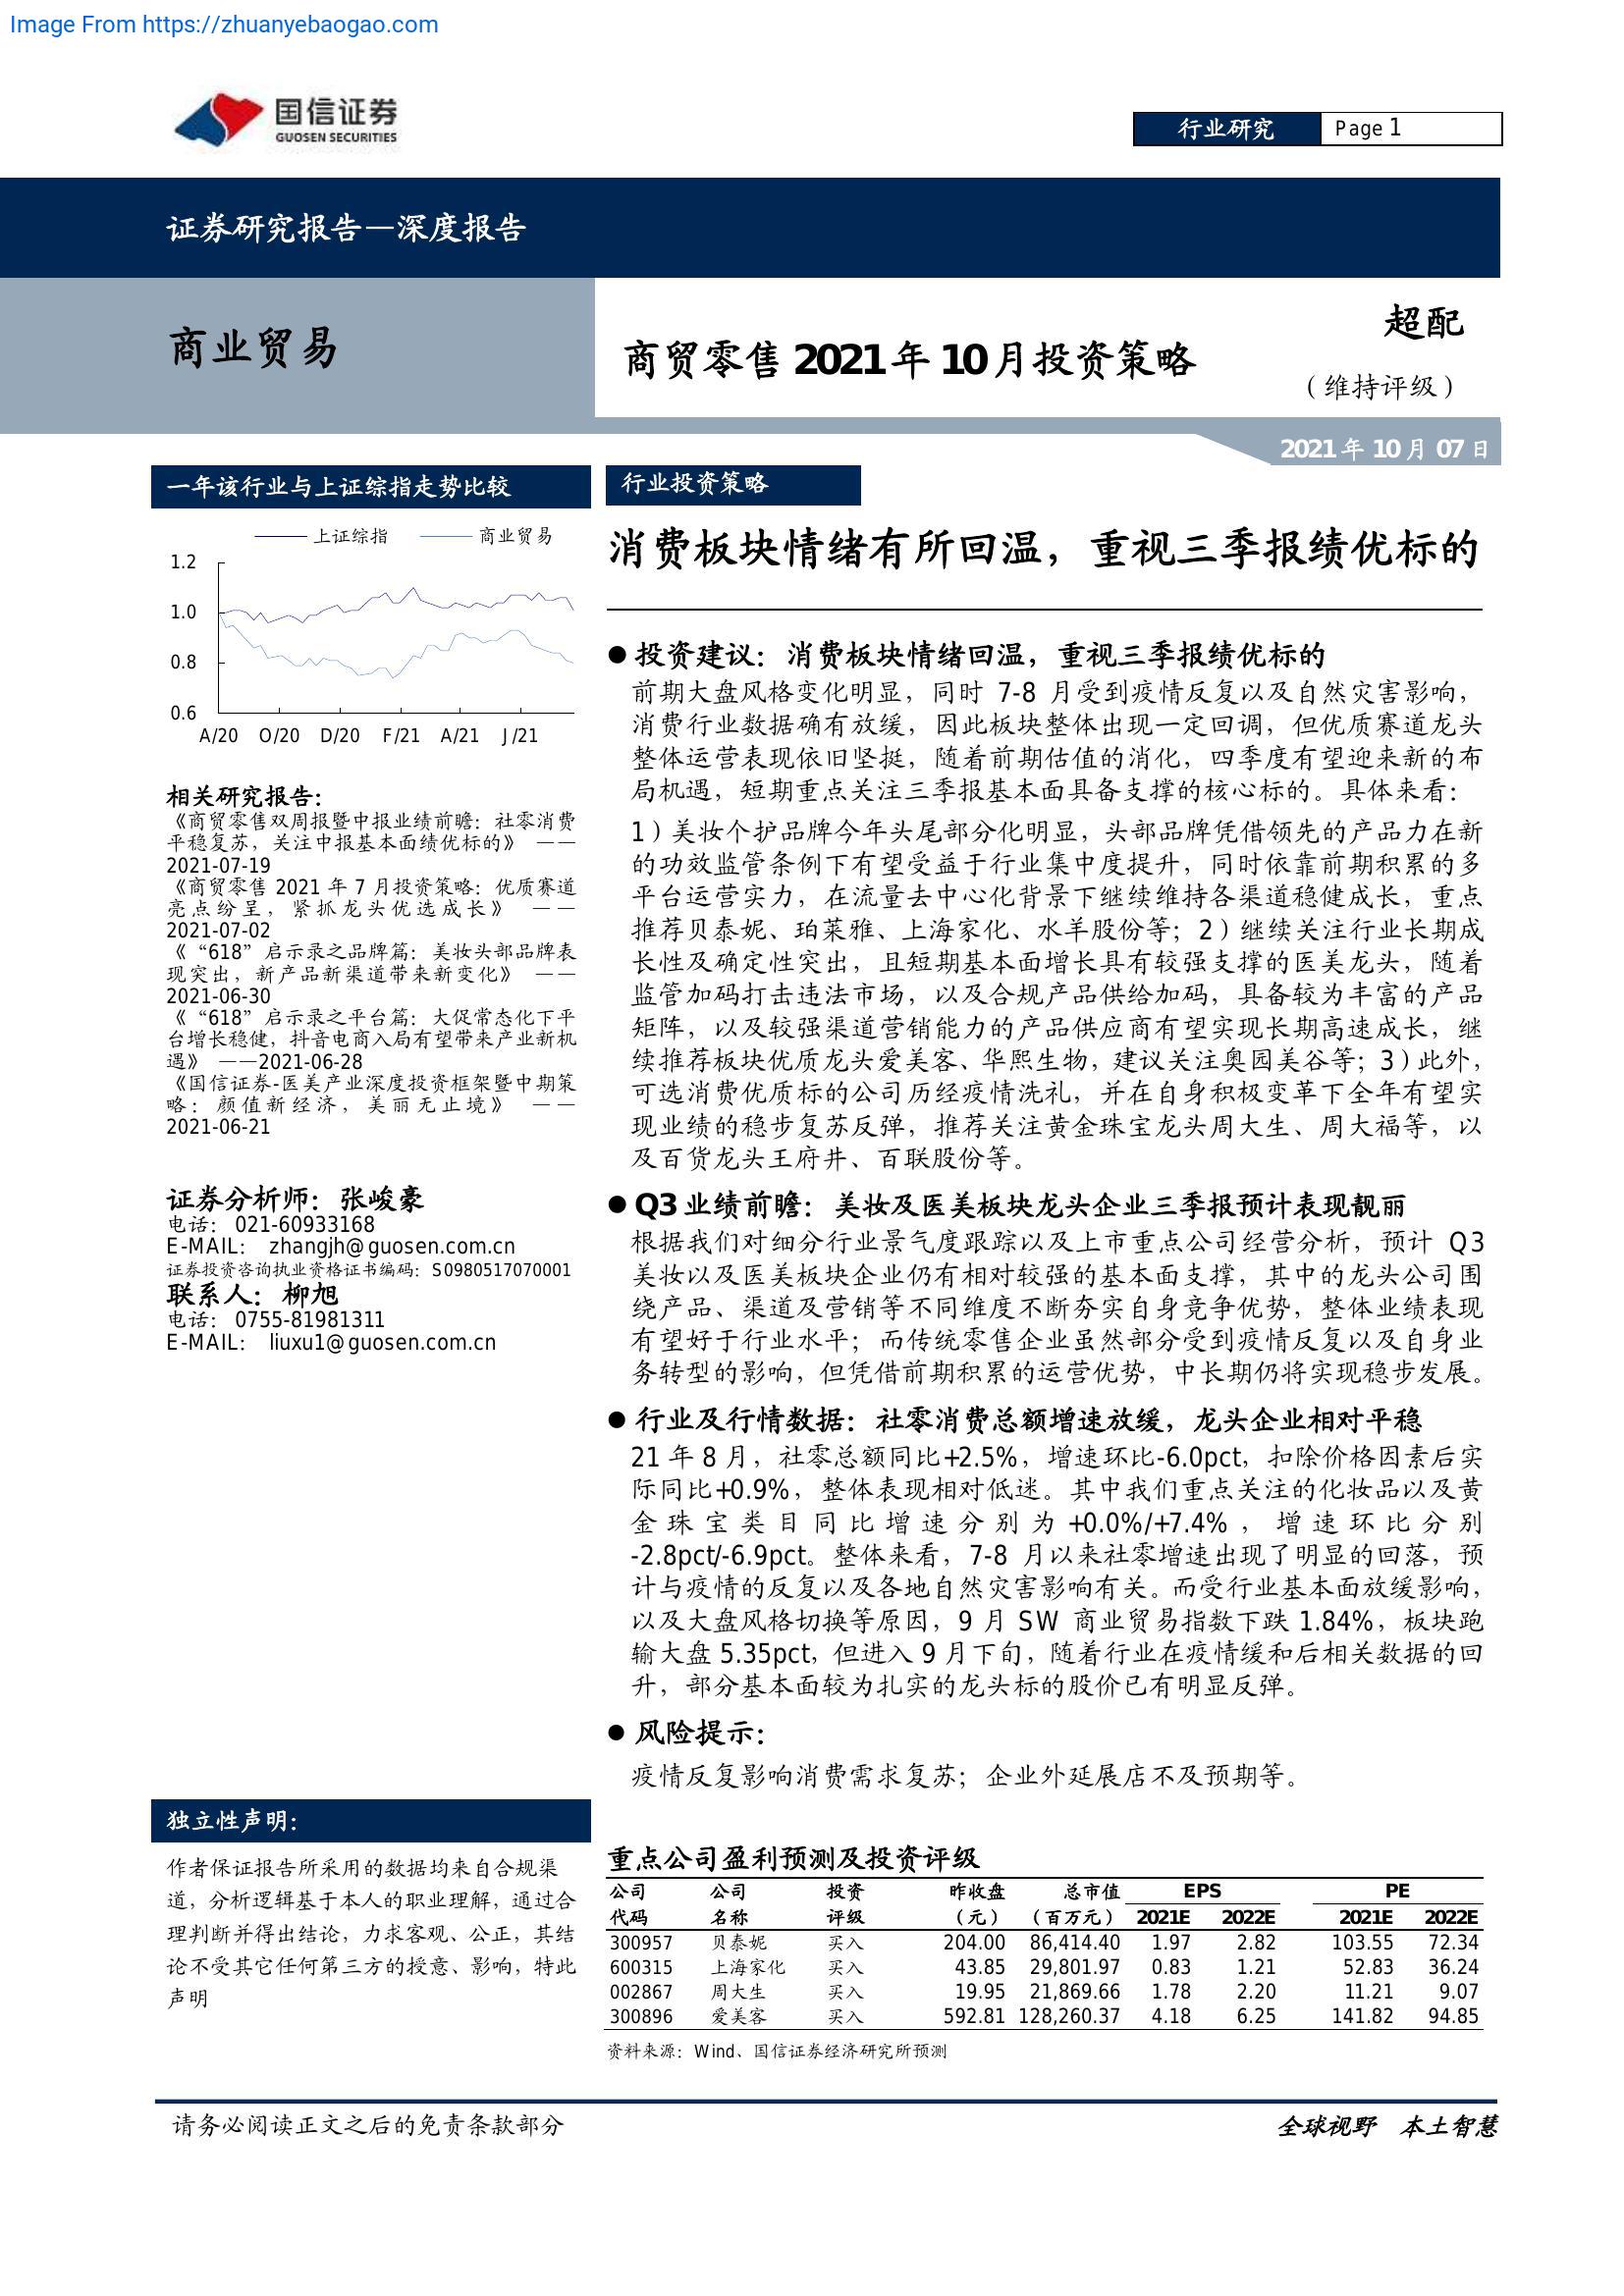 Image From https://zhuanyebaogao.com
国信证券
GUOSEN SECURITIES
行业研究 Page 1
证券研究报告—深度报告
商业贸易
商贸零售 2021 年 10 月投资策略
超配
（维持评级）
2021 年 10 月 07 日
一年该行业与上证综指走势比较
上证综指 商业贸易
1.2
1.0
0.8
0.6
A/20 O/20 D/20 F/21 A/21 J/21
相关研究报告：
《商贸零售双周报暨中报业绩前瞻：社零消费
平稳复苏，关注中报基本面绩优标的》 ——
2021-07-19
《商贸零售 2021 年 7 月投资策略：优质赛道
亮点纷呈，紧抓龙头优选成长》 ——
2021-07-02
《“618”启示录之品牌篇：美妆头部品牌表
现突出，新产品新渠道带来新变化》 ——
2021-06-30
《“618”启示录之平台篇：大促常态化下平
台增长稳健，抖音电商入局有望带来产业新机
遇》 ——2021-06-28
《国信证券-医美产业深度投资框架暨中期策
略：颜值新经济，美丽无止境》 ——
2021-06-21
证券分析师：张峻豪
电话： 021-60933168
E-MAIL： zhangjh@guosen.com.cn
证券投资咨询执业资格证书编码：S0980517070001
联系人：柳旭
电话： 0755-81981311
E-MAIL： liuxu1@guosen.com.cn
独立性声明：
作者保证报告所采用的数据均来自合规渠
道，分析逻辑基于本人的职业理解，通过合
理判断并得出结论，力求客观、公正，其结
论不受其它任何第三方的授意、影响，特此
声明
行业投资策略
消费板块情绪有所回温，重视三季报绩优标的
● 投资建议：消费板块情绪回温，重视三季报绩优标的
前期大盘风格变化明显，同时 7-8 月受到疫情反复以及自然灾害影响，
消费行业数据确有放缓，因此板块整体出现一定回调，但优质赛道龙头
整体运营表现依旧坚挺，随着前期估值的消化，四季度有望迎来新的布
局机遇，短期重点关注三季报基本面具备支撑的核心标的。具体来看：
1）美妆个护品牌今年头尾部分化明显，头部品牌凭借领先的产品力在新
的功效监管条例下有望受益于行业集中度提升，同时依靠前期积累的多
平台运营实力，在流量去中心化背景下继续维持各渠道稳健成长，重点
推荐贝泰妮、珀莱雅、上海家化、水羊股份等；2）继续关注行业长期成
长性及确定性突出，且短期基本面增长具有较强支撑的医美龙头，随着
监管加码打击违法市场，以及合规产品供给加码，具备较为丰富的产品
矩阵，以及较强渠道营销能力的产品供应商有望实现长期高速成长，继
续推荐板块优质龙头爱美客、华熙生物，建议关注奥园美谷等；3）此外，
可选消费优质标的公司历经疫情洗礼，并在自身积极变革下全年有望实
现业绩的稳步复苏反弹，推荐关注黄金珠宝龙头周大生、周大福等，以
及百货龙头王府井、百联股份等。
● Q3 业绩前瞻：美妆及医美板块龙头企业三季报预计表现靓丽
根据我们对细分行业景气度跟踪以及上市重点公司经营分析，预计 Q3
美妆以及医美板块企业仍有相对较强的基本面支撑，其中的龙头公司围
绕产品、渠道及营销等不同维度不断夯实自身竞争优势，整体业绩表现
有望好于行业水平；而传统零售企业虽然部分受到疫情反复以及自身业
务转型的影响，但凭借前期积累的运营优势，中长期仍将实现稳步发展。
● 行业及行情数据：社零消费总额增速放缓，龙头企业相对平稳
21 年 8 月，社零总额同比+2.5%，增速环比-6.0pct，扣除价格因素后实
际同比+0.9%，整体表现相对低迷。其中我们重点关注的化妆品以及黄
金珠宝类目同比增速分别为+0.0%/+7.4%，增速环比分别
-2.8pct/-6.9pct。整体来看，7-8 月以来社零增速出现了明显的回落，预
计与疫情的反复以及各地自然灾害影响有关。而受行业基本面放缓影响，
以及大盘风格切换等原因，9 月 SW 商业贸易指数下跌 1.84%，板块跑
输大盘 5.35pct，但进入 9 月下旬，随着行业在疫情缓和后相关数据的回
升，部分基本面较为扎实的龙头标的股价已有明显反弹。
● 风险提示：
疫情反复影响消费需求复苏；企业外延展店不及预期等。
重点公司盈利预测及投资评级
公司 公司 投资 昨收盘 总市值 EPS PE
代码 名称 评级 （元） （百万元） 2021E 2022E 2021E 2022E
300957 贝泰妮 买入 204.00 86,414.40 1.97 2.82 103.55 72.34
600315 上海家化 买入 43.85 29,801.97 0.83 1.21 52.83 36.24
002867 周大生 买入 19.95 21,869.66 1.78 2.20 11.21 9.07
300896 爱美客 买入 592.81 128,260.37 4.18 6.25 141.82 94.85
资料来源：Wind、国信证券经济研究所预测
请务必阅读正文之后的免责条款部分
全球视野 本土智慧